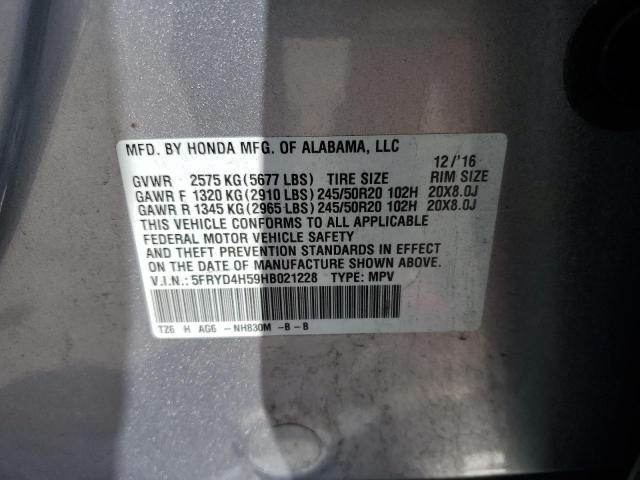 MFD. BY HONDA MFG. OF ALABAMA, LLC 12/'16
GVWR 2575 KG(5677 LBS) TIRE SIZE RIM SIZE
GAWR F 1320 KG(2910 LBS)245/50R20 102H 20X8.0J
GAWR R 1345 KG(2965 LBS)245/50R20 102H 20X8.0J
THIS VEHICLE CONFORMS TO ALL APPLICABLE
FEDERAL MOTOR VEHICLE SAFETY
AND THEFT PREVENTION STANDARDS IN EFFECT
ON THE DATE OF MANUFACTURE SHOWN ABOVE.
V.I.N.: 5FRYD4H59HB021228 TYPE: MPV
TZ6 H AG6 -NH830M -B -B